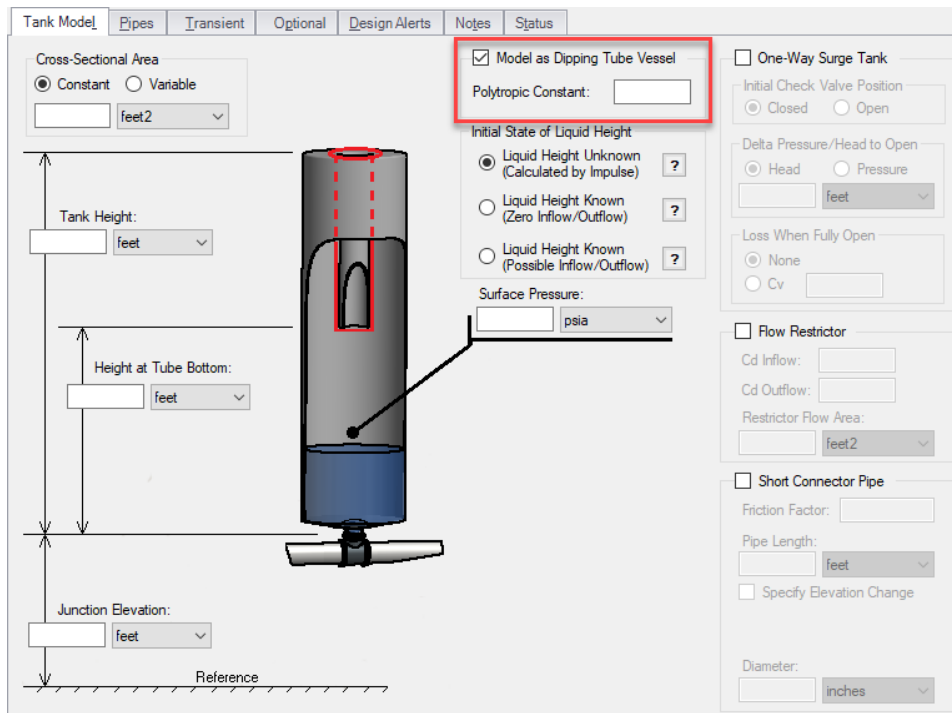 Tank Model Pipes Transient Optional Design Alerts Notes Status
Cross-Sectional Area
Constant Variable
feet2
Tank Height:
feet
Height at Tube Bottom:
feet
Junction Elevation:
feet
Reference
Model as Dipping Tube Vessel
Polytropic Constant:
Initial State of Liquid Height
Liquid Height Unknown
(Calculated by Impulse) ?
Liquid Height Known
(Zero Inflow/Outflow) ?
Liquid Height Known
(Possible Inflow/Outflow) ?
Surface Pressure:
psia
One-Way Surge Tank
Initial Check Valve Position
Closed Open
Delta Pressure/Head to Open
Head Pressure
feet
Loss When Fully Open
None
Cv
Flow Restrictor
Cd Inflow:
Cd Outflow:
Restrictor Flow Area:
feet2
Short Connector Pipe
Friction Factor:
Pipe Length:
feet
Specify Elevation Change
Diameter:
inches